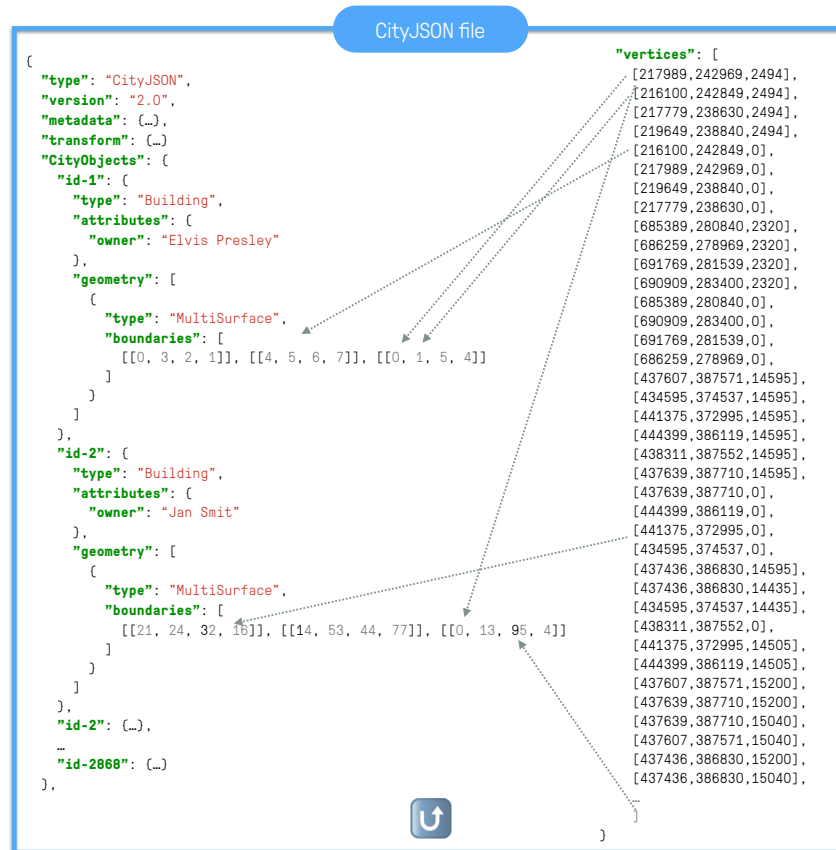 CityJSON file
{
”type”: “CityJSON”,
”version”: “2.0”,
”metadata”: {…},
”transform”: {…}
”CityObjects”: {
”id-1”: {
”type”: ”Building”,
”attributes”: {
”owner”: “Elvis Presley”
},
”geometry”: [
{
”type”: “MultiSurface”,
”boundaries”: [
[[0, 3, 2, 1]], [[4, 5, 6, 7]], [[0, 1, 5, 4]]
]
}
]
},
”id-2”: {
”type”: ”Building”,
”attributes”: {
”owner”: “Jan Smit”
},
”geometry”: [
{
”type”: “MultiSurface”,
”boundaries”: [
[[21, 24, 32, 16]], [[14, 53, 44, 77]], [[0, 13, 95, 4]]
]
}
]
},
”id-2”: {…},
…
”id-2868”: {…}
},
”vertices”: [
[217989,242969,2494],
[216100,242849,2494],
[217779,238630,2494],
[219649,238840,2494],
[216100,242849,0],
[217989,242969,0],
[219649,238840,0],
[217779,238630,0],
[685389,280840,2320],
[686259,278969,2320],
[691769,281539,2320],
[690909,283400,2320],
[685389,280840,0],
[690909,283400,0],
[691769,281539,0],
[686259,278969,0],
[437607,387571,14595],
[434595,374537,14595],
[441375,372995,14595],
[444399,386119,14595],
[438311,387552,14595],
[437639,387710,14595],
[437639,387710,0],
[444399,386119,0],
[441375,372995,0],
[434595,374537,0],
[437436,386830,14595],
[437436,386830,14435],
[434595,374537,14435],
[438311,387552,0],
[441375,372995,14505],
[444399,386119,14505],
[437607,387571,15200],
[437639,387710,15200],
[437639,387710,15040],
[437607,387571,15040],
[437436,386830,15200],
[437436,386830,15040],
…
]
}